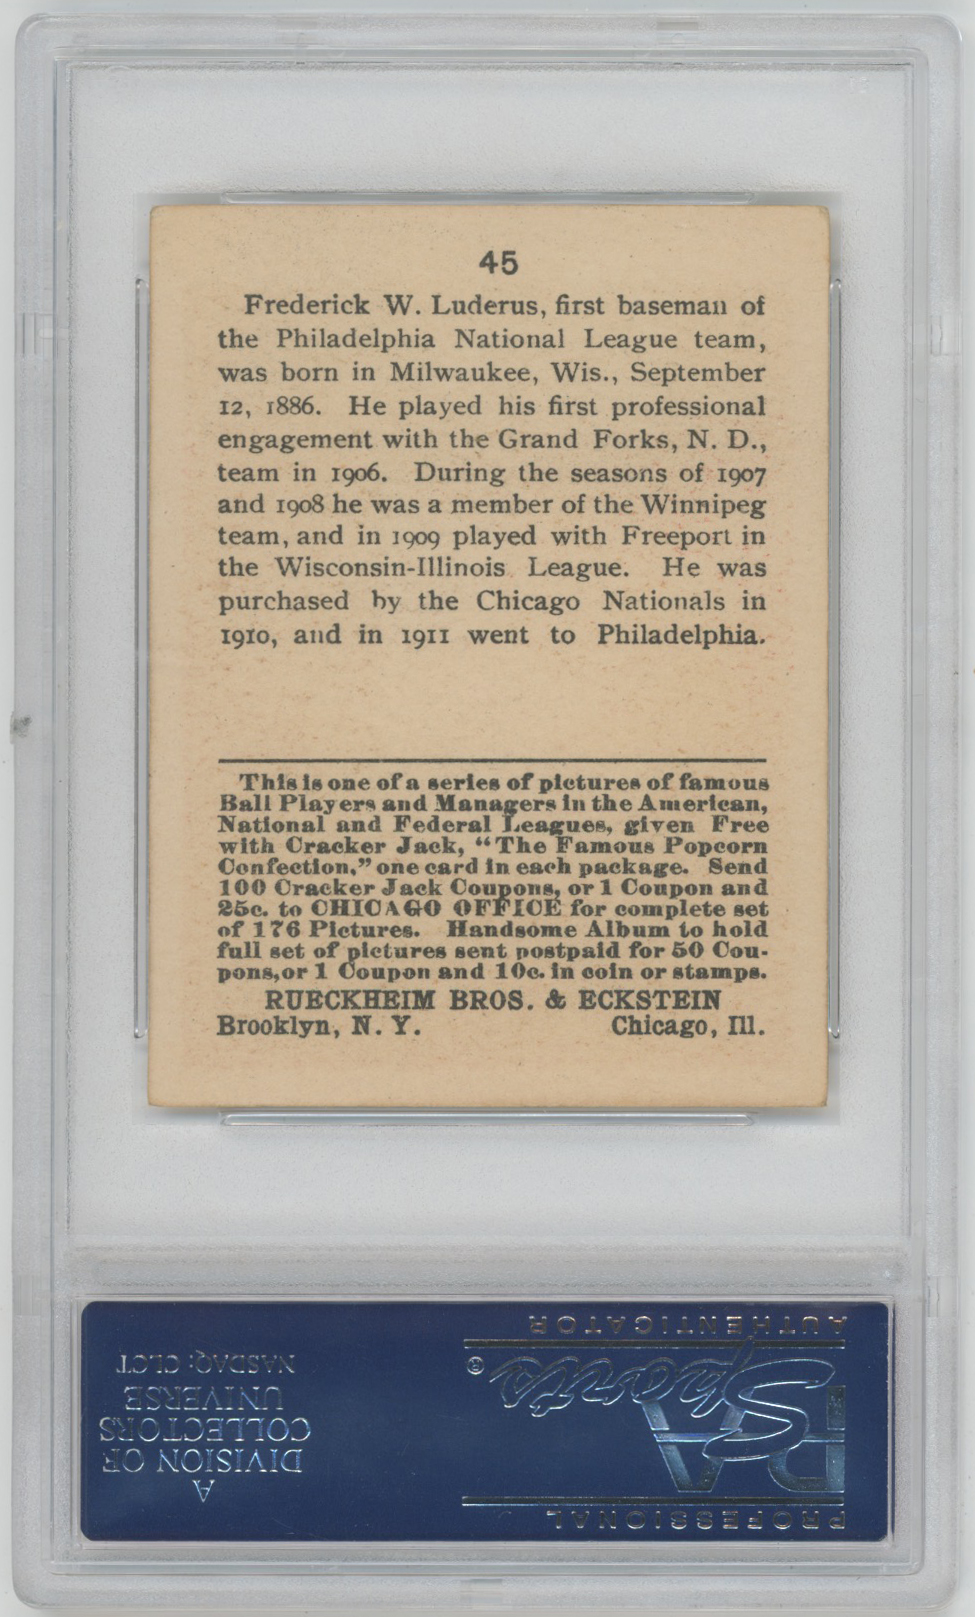 45
Frederick W. Luderus, first baseman of
the Philadelphia National League team,
was born in Milwaukee, Wis., September
12, 1886. He played his first professional
engagement with the Grand Forks, N. D.,
team in 1906. During the seasons of 1907
and 1908 he was a member of the Winnipeg
team, and in 1909 played with Freeport in
the Wisconsin-Illinois League. He was
purchased by the Chicago Nationals in
1910, and in 1911 went to Philadelphia.
This is one of a series of pictures of famous
Ball Players and Managers in the American,
National and Federal Leagues, given Free
with Cracker Jack, "The Famous Popcorn
Confection," one card in each package. Send
100 Cracker Jack Coupons, or 1 Coupon and
25c. to CHICAGO OFFICE for complete set
of 176 Pictures. Handsome Album to hold
full set of pictures sent postpaid for 50 Cou-
pons, or 1 Coupon and 10c. in coin or stamps.
RUECKHEIM BROS. & ECKSTEIN
Brooklyn, N. Y. Chicago, Ill.
PROFESSIONAL
Sports
AUTHENTICATOR
A
DIVISION OF
COLLECTORS
UNIVERSE
NASDAQ: CLCT